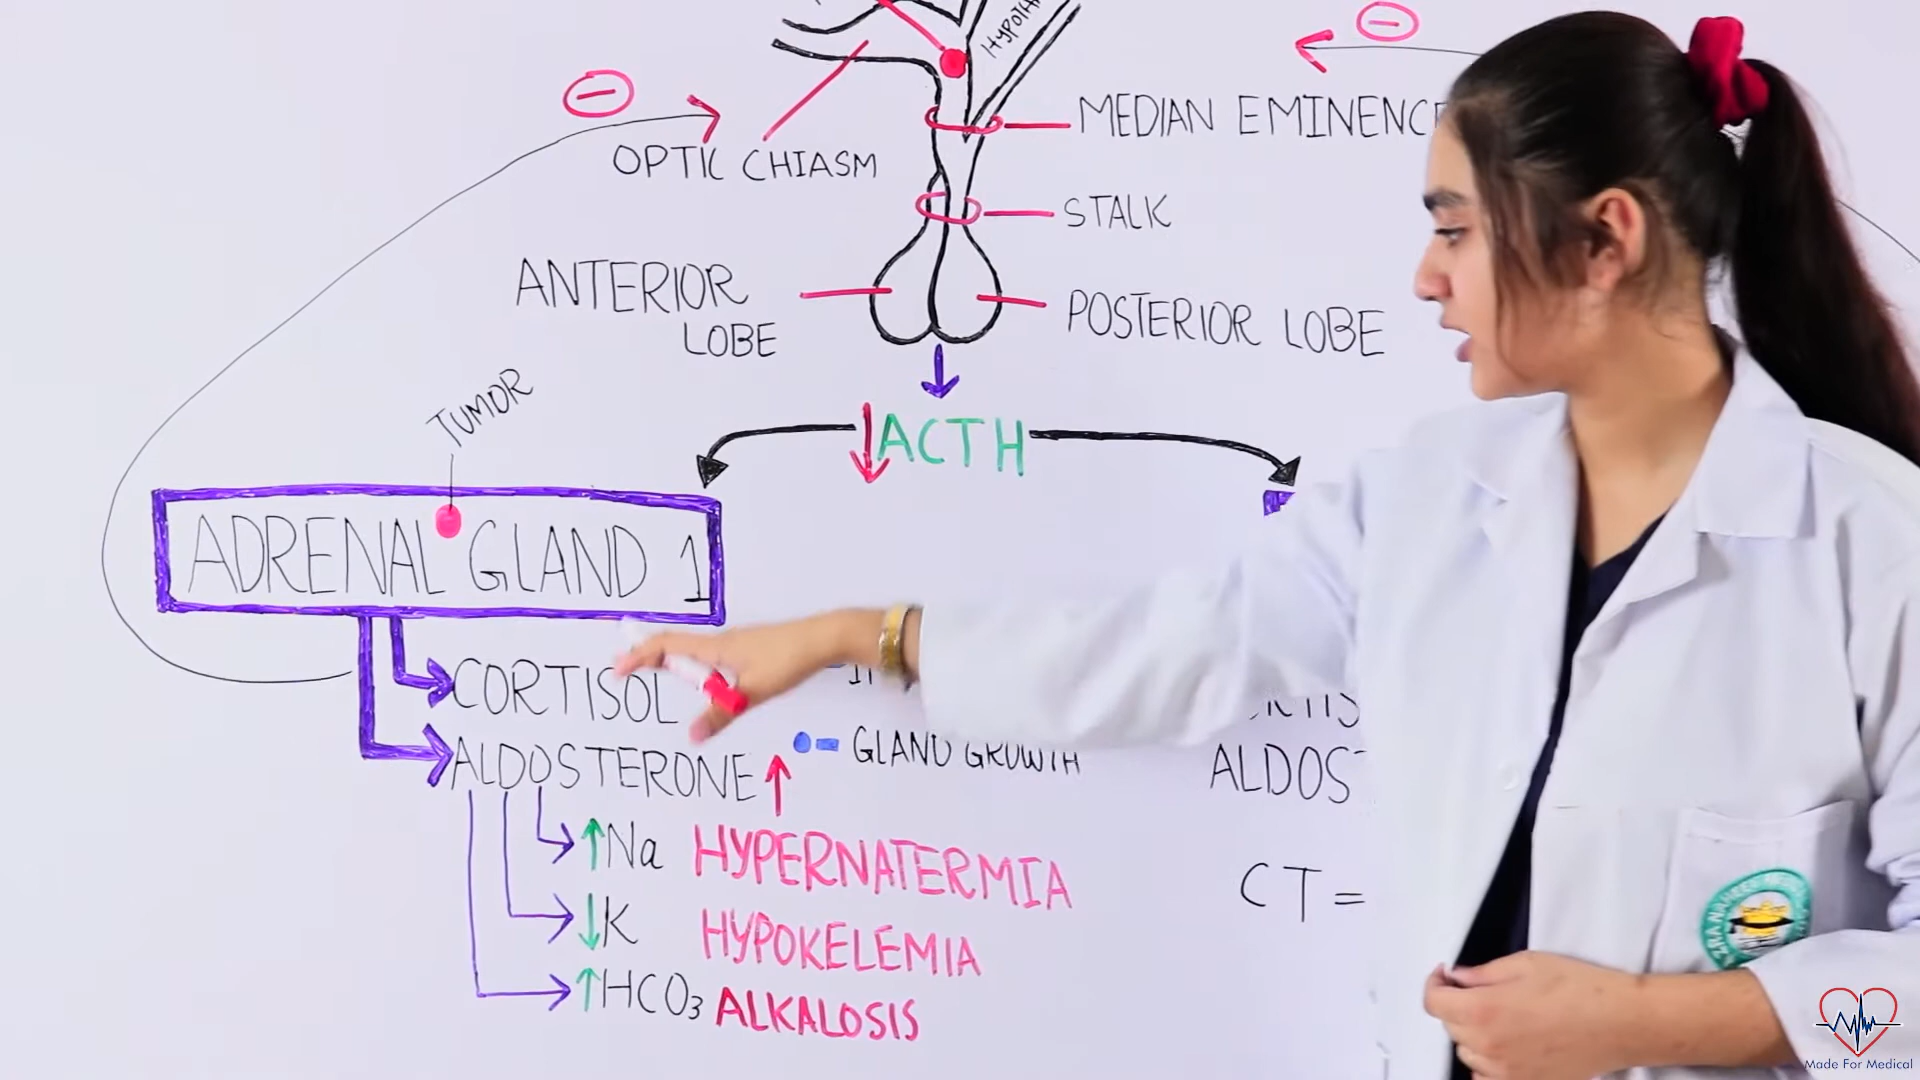 OPTIC CHIASM
MEDIAN EMINENCE
STALK
ANTERIOR
LOBE
POSTERIOR LOBE
TUMOR
↓ACTH
ADRENAL GLAND 1
CORTISOL
ALDOSTERONE ↑
GLAND GROWTH
ALDOS
↑Na HYPERNATERMIA
↓K HYPOKELEMIA
↑HCO3 ALKALOSIS
CT =
Made For Medical